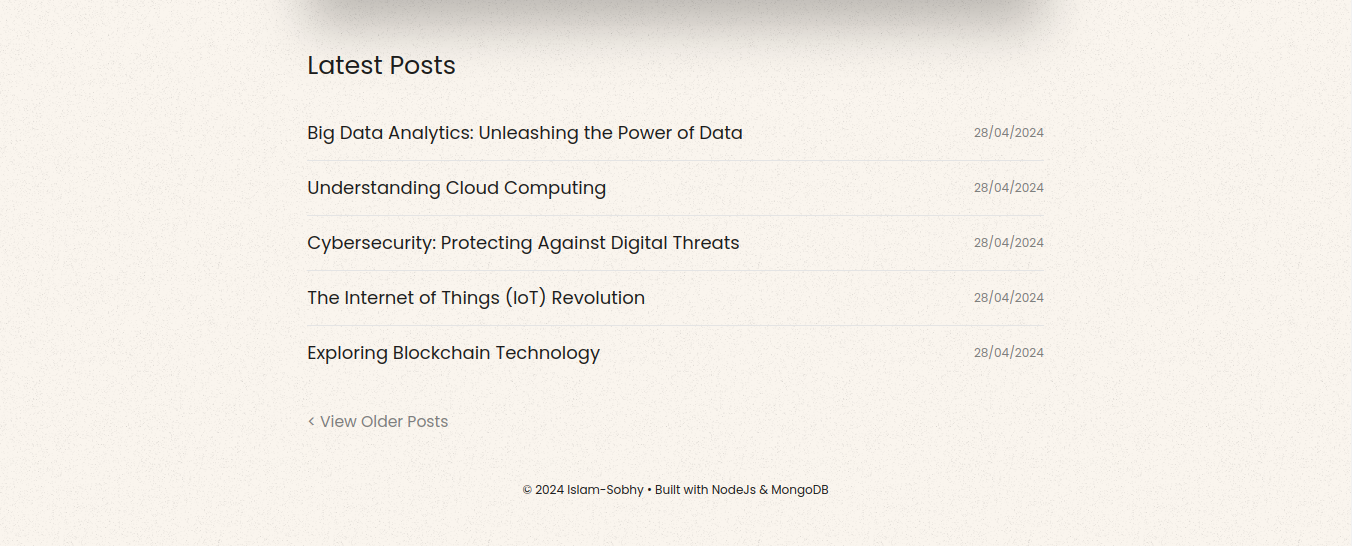 Latest Posts
Big Data Analytics: Unleashing the Power of Data 28/04/2024
Understanding Cloud Computing 28/04/2024
Cybersecurity: Protecting Against Digital Threats 28/04/2024
The Internet of Things (IoT) Revolution 28/04/2024
Exploring Blockchain Technology 28/04/2024
< View Older Posts
© 2024 Islam-Sobhy • Built with NodeJs & MongoDB